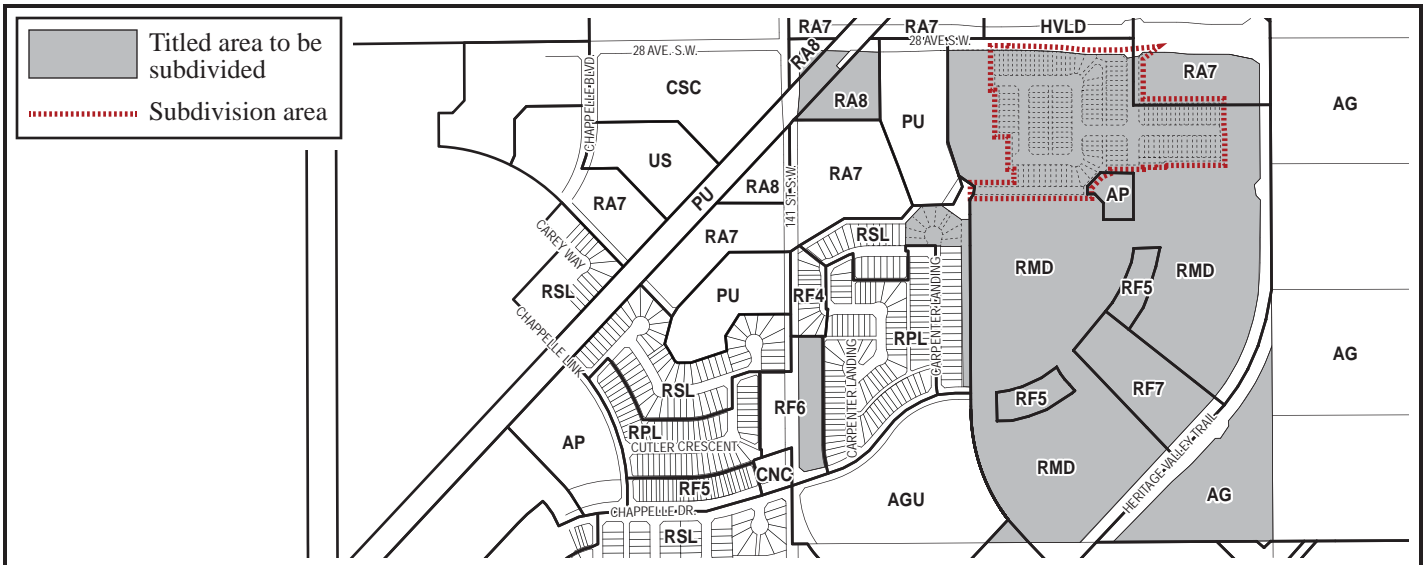 Titled area to be
subdivided
Subdivision area
RA7
RA7
HVLD
28 AVE. S.W.
28 AVE. S.W.
RA8
CHAPPELLE BLVD.
CSC
RA8
RA7
AG
PU
US
RA8
RA7
PU
RA7
141 ST. S.W.
AP
CAREY WAY
RA7
RSL
RMD
RMD
RSL
PU
RF4
RF5
CHAPPELLE LINK
CARPENTER LANDING
RPL
AG
RSL
RF7
RF5
RF6
CARPENTER LANDING
RPL
AP
CUTLER CRESCENT
HERITAGE VALLEY TRAIL
RMD
CNC
RF5
AGU
AG
CHAPPELLE DR.
RSL